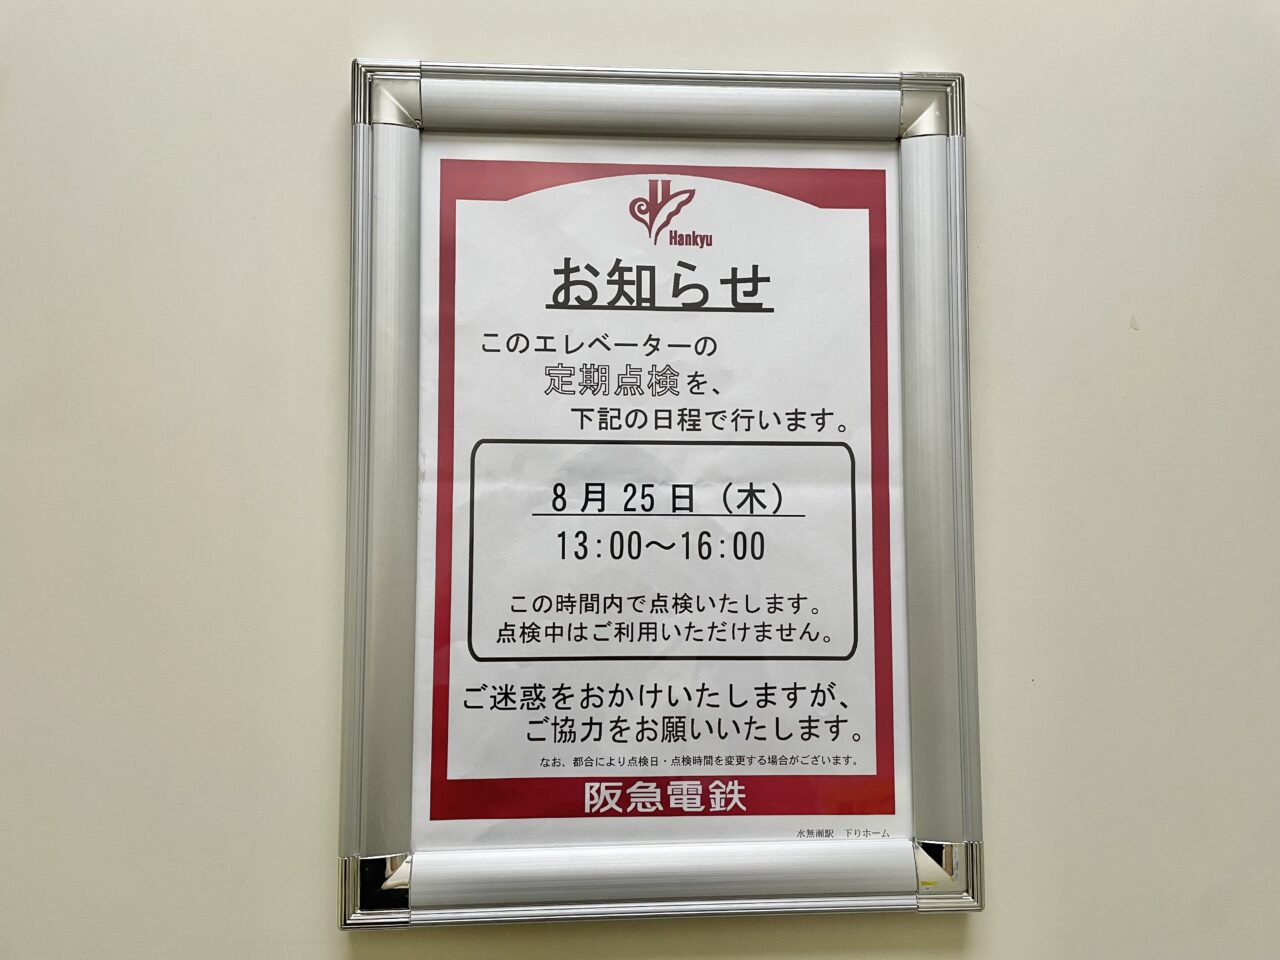 Hankyu
お知らせ
このエレベーターの
定期点検を、
下記の日程で行います。
8月25日（木）
13:00～16:00
この時間内で点検いたします。
点検中はご利用いただけません。
ご迷惑をおかけいたしますが、
ご協力をお願いいたします。
なお、都合により点検日・点検時間を変更する場合がございます。
阪急電鉄
水無瀬駅　下りホーム